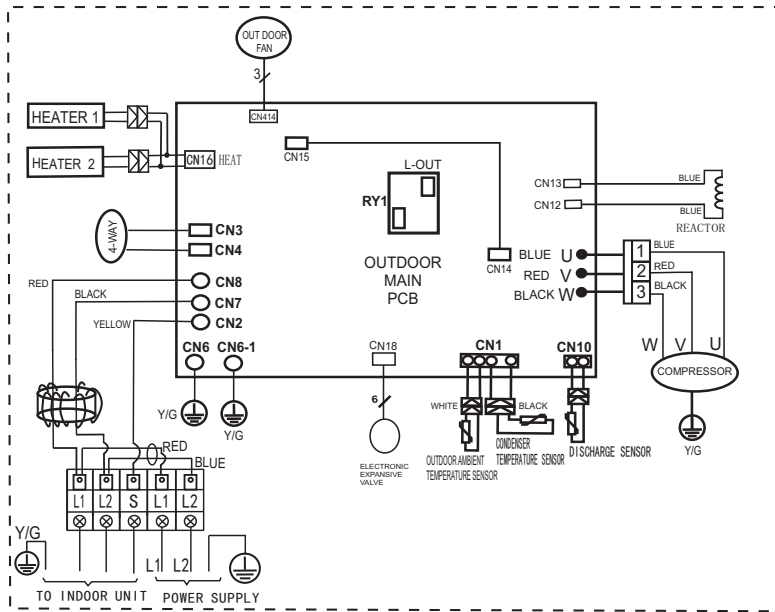 OUT DOOR
FAN
3
CN414
HEATER 1
HEATER 2
CN16 HEAT
CN15
L-OUT
RY1
CN13
CN12
BLUE
BLUE
REACTOR
4-WAY
CN3
CN4
CN8
CN7
CN2
RED
BLACK
YELLOW
OUTDOOR
MAIN
PCB
CN14
BLUE U
RED V
BLACK W
1
2
3
BLUE
RED
BLACK
W V U
COMPRESSOR
Y/G
CN6
CN6-1
Y/G
Y/G
CN18
6
ELECTRONIC
EXPANSIVE
VALVE
CN1
CN10
WHITE
BLACK
OUTDOOR AMBIENT
TEMPERATURE SENSOR
CONDENSER
TEMPERATURE SENSOR
DISCHARGE SENSOR
RED
BLUE
L1 L2 S L1 L2
Y/G
L1 L2
TO INDOOR UNIT
POWER SUPPLY